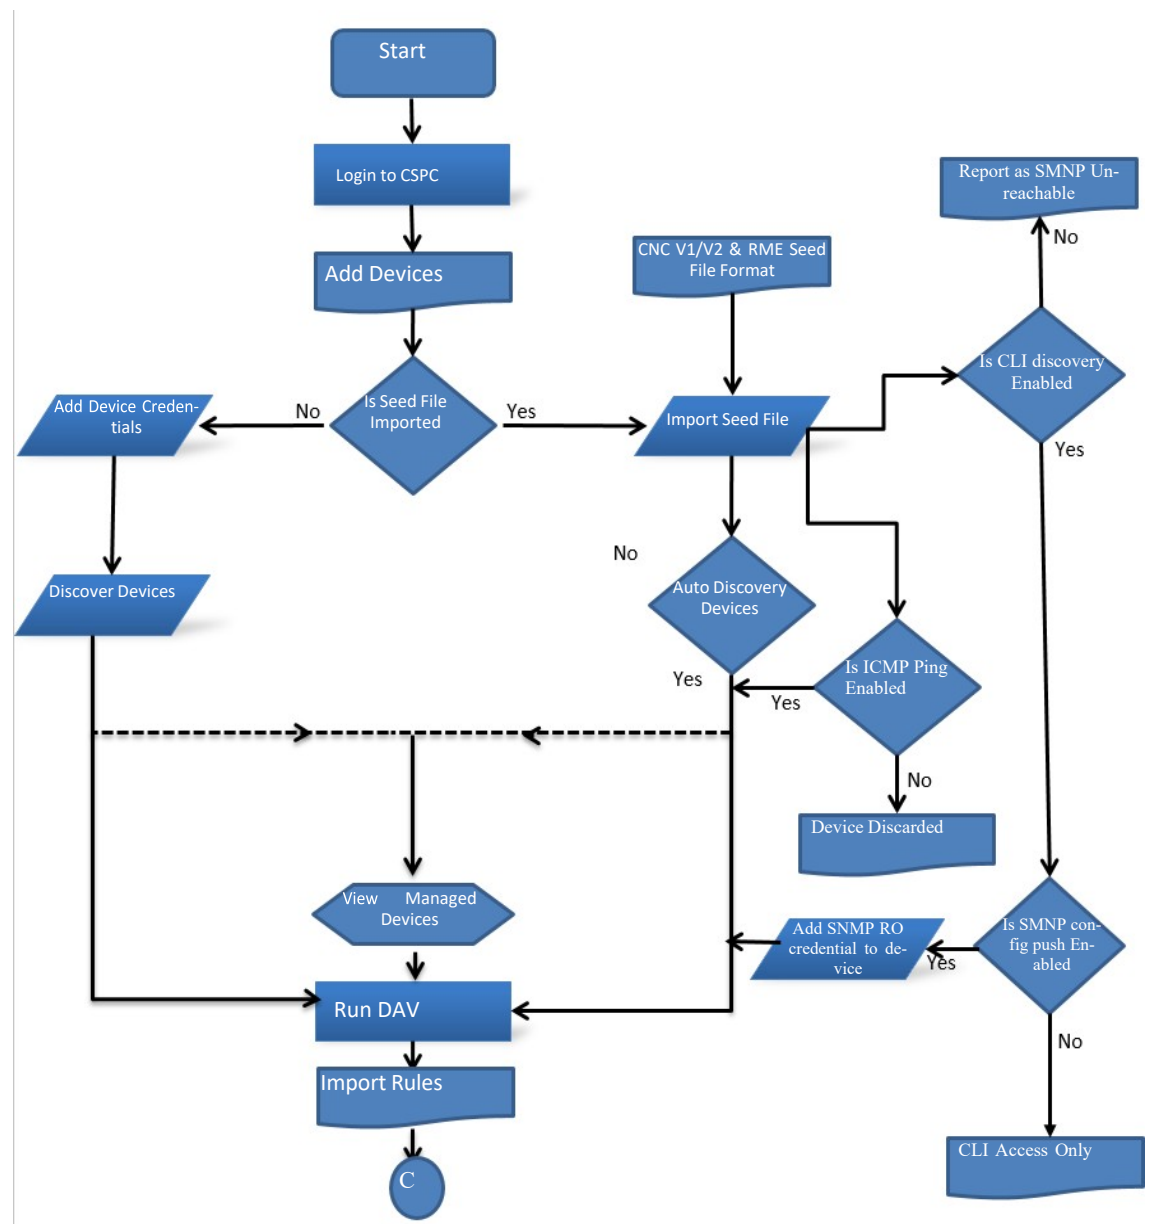 Start
Login to CSPC
Report as SMNP Un-
reachable
No
CNC V1/V2 & RME Seed
File Format
Add Devices
Is CLI discovery
Enabled
Add Device Creden-
tials
No
Is Seed File
Imported
Yes
Import Seed File
Yes
No
Auto Discovery
Devices
Discover Devices
Yes
Is ICMP Ping
Enabled
Yes
No
Device Discarded
View Managed
Devices
Add SNMP RO
credential to de-
vice
Yes
Is SMNP con-
fig push En-
abled
Run DAV
No
Import Rules
CLI Access Only
C